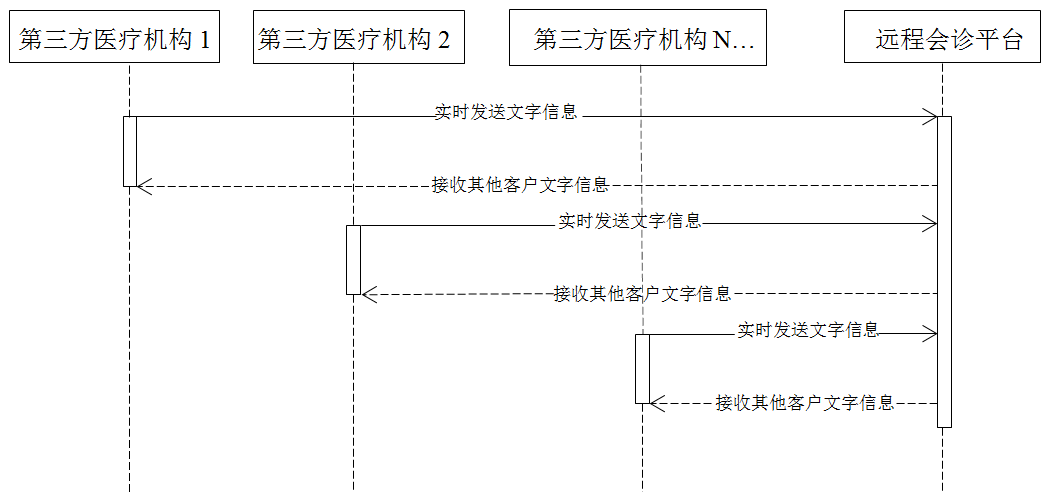 第三方医疗机构 1
第三方医疗机构 2
第三方医疗机构 N…
远程会诊平台
实时发送文字信息
接收其他客户文字信息
实时发送文字信息
接收其他客户文字信息
实时发送文字信息
接收其他客户文字信息